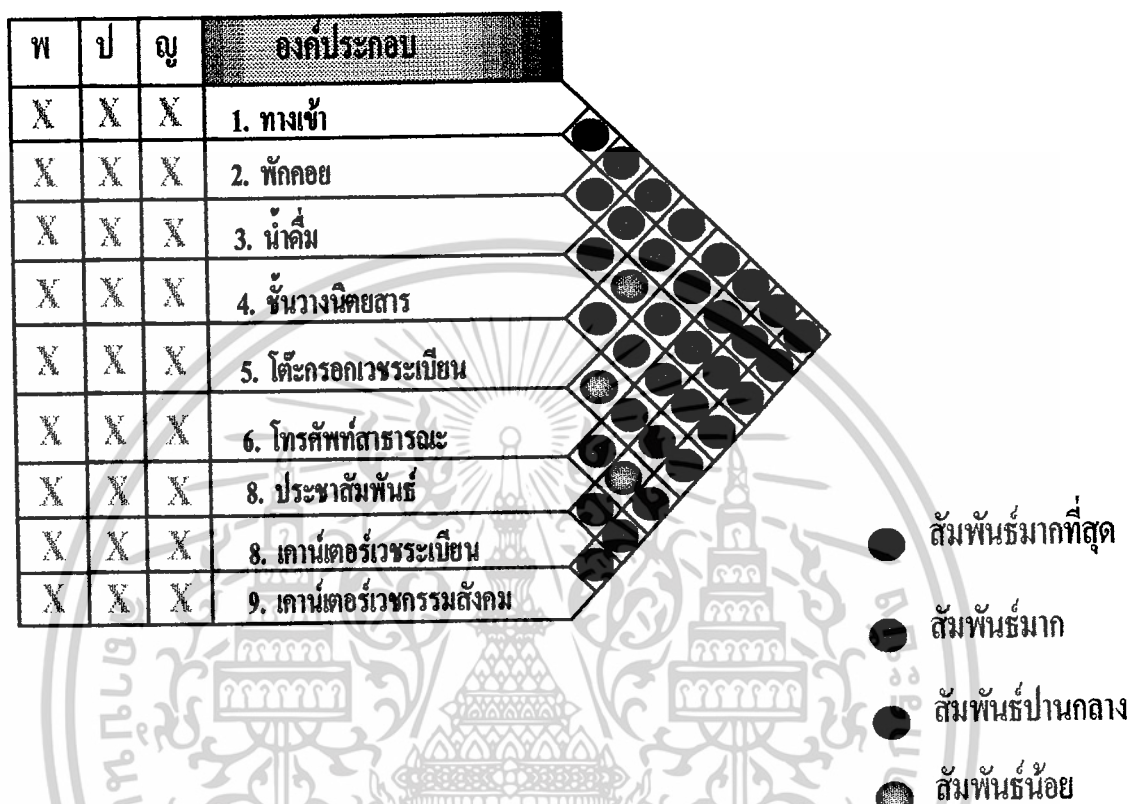 พ ป ญ องค์ประกอบ
X X X 1. ทางเข้า
X X X 2. พักคอย
X X X 3. น้ำดื่ม
X X X 4. ชั้นวางนิตยสาร
X X X 5. โต๊ะกรอกเวชระเบียน
X X X 6. โทรศัพท์สาธารณะ
X X X 8. ประชาสัมพันธ์
X X X 8. เคาน์เตอร์เวชระเบียน
X X X 9. เคาน์เตอร์เวชกรรมสังคม
สัมพันธ์มากที่สุด
สัมพันธ์มาก
สัมพันธ์ปานกลาง
สัมพันธ์น้อย